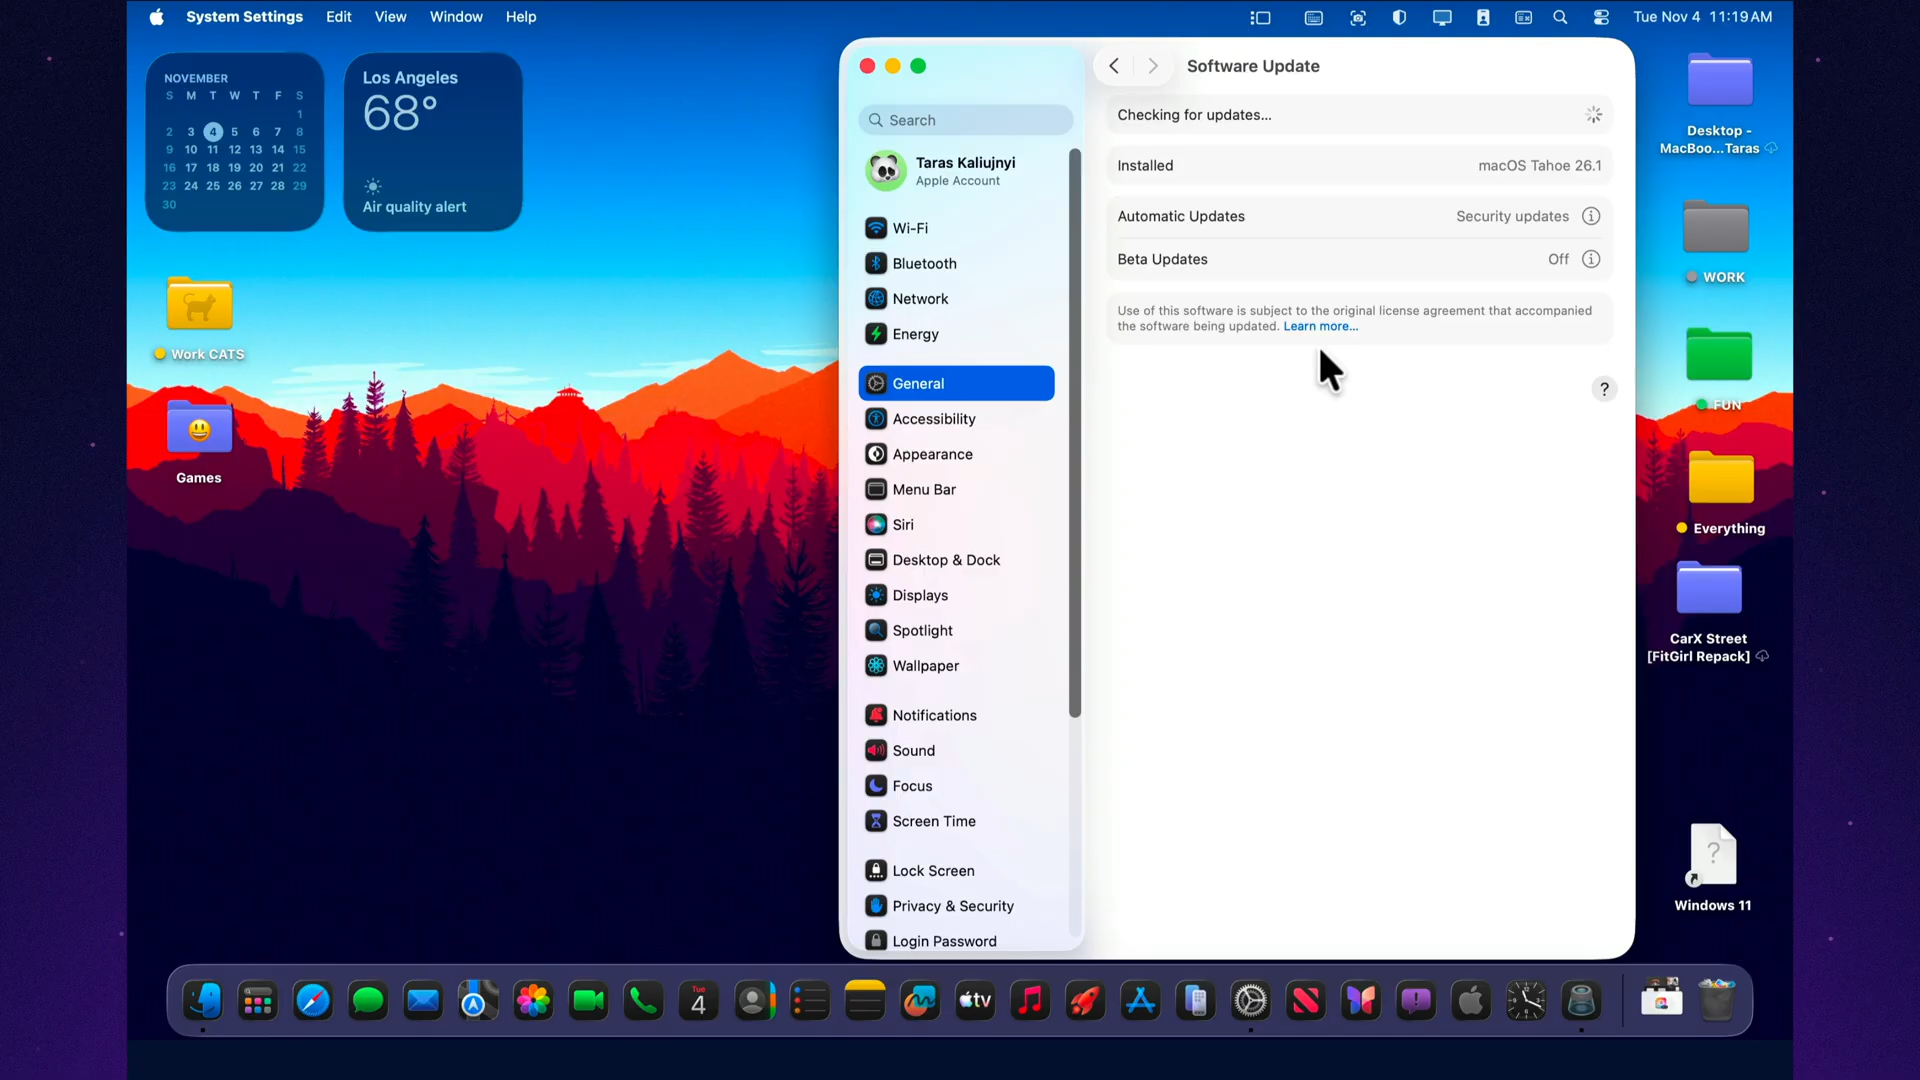 System Settings Edit View Window Help
Tue Nov 4 11:19 AM
NOVEMBER
S M T W T F S
1
2 3 4 5 6 7 8
9 10 11 12 13 14 15
16 17 18 19 20 21 22
23 24 25 26 27 28 29
30
Los Angeles
68°
Air quality alert
Work CATS
Games
Search
Taras Kaliujnyi
Apple Account
Wi-Fi
Bluetooth
Network
Energy
General
Accessibility
Appearance
Menu Bar
Siri
Desktop & Dock
Displays
Spotlight
Wallpaper
Notifications
Sound
Focus
Screen Time
Lock Screen
Privacy & Security
Login Password
Software Update
Checking for updates...
Installed macOS Tahoe 26.1
Automatic Updates Security updates
Beta Updates Off
Use of this software is subject to the original license agreement that accompanied
the software being updated. Learn more...
?
Desktop -
MacBoo...Taras
WORK
FUN
Everything
CarX Street
[FitGirl Repack]
?
Windows 11
Tue
4
tv